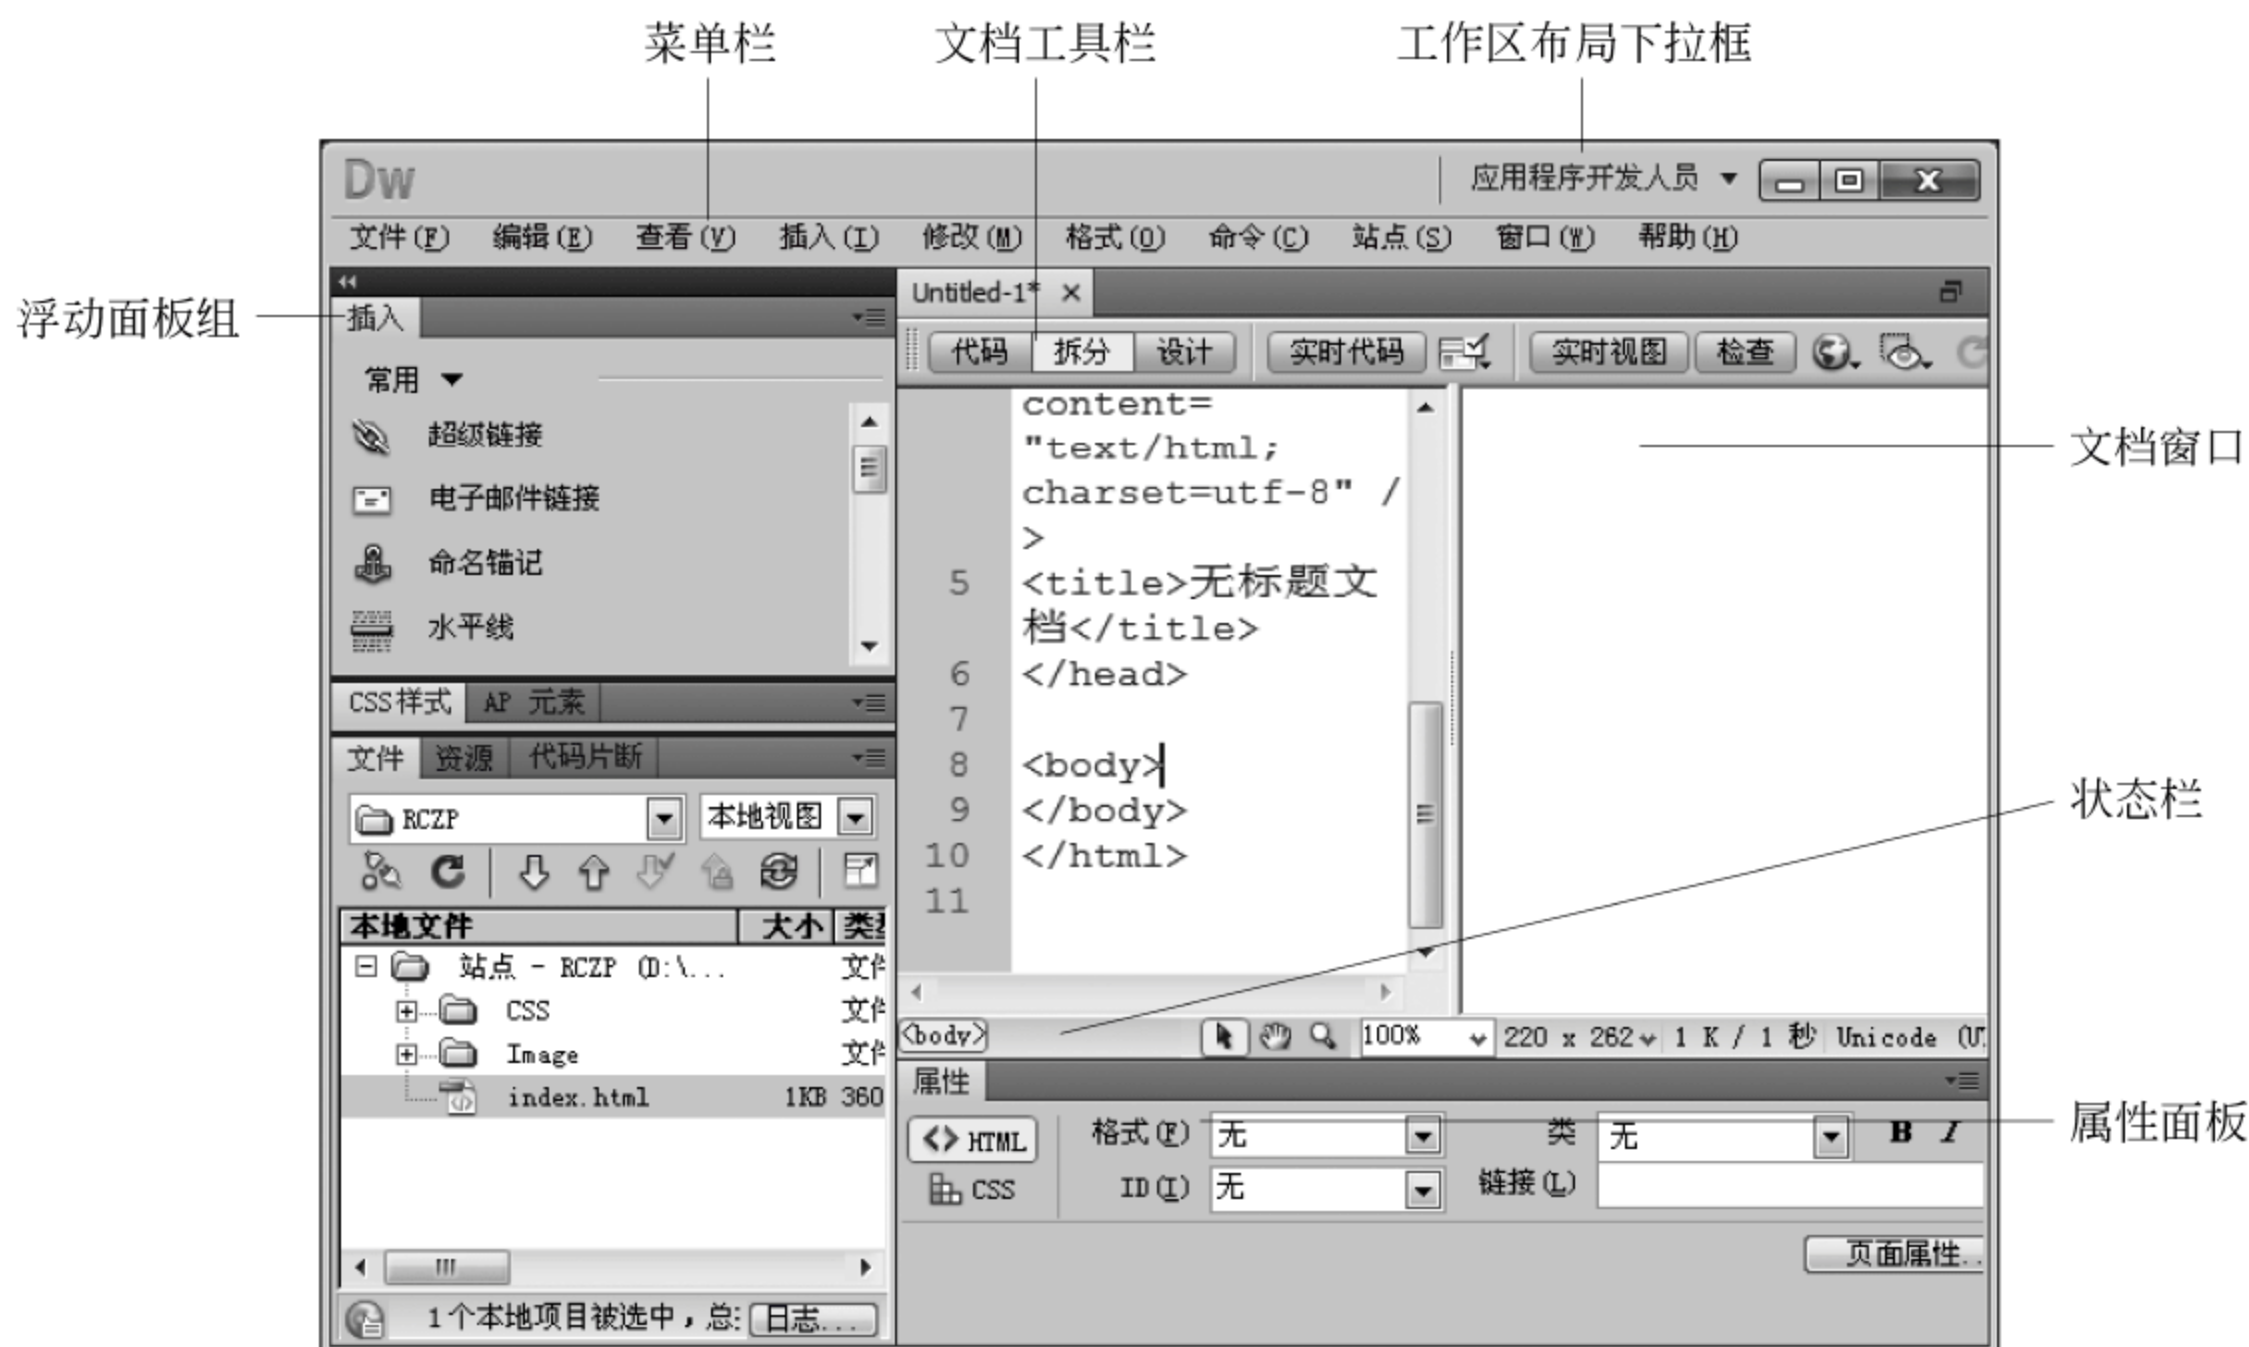 菜单栏 文档工具栏 工作区布局下拉框
Dw 应用程序开发人员
文件(F) 编辑(E) 查看(V) 插入(I) 修改(M) 格式(O) 命令(C) 站点(S) 窗口(W) 帮助(H)
浮动面板组
插入
常用
超级链接
电子邮件链接
命名锚记
水平线
CSS样式 AP 元素
文件 资源 代码片断
RCZP 本地视图
本地文件 大小 类型
站点 - RCZP (D:\... 文件
CSS 文件
Image 文件
index.html 1KB 360
1个本地项目被选中，总: 日志...
Untitled-1* ×
代码 拆分 设计 实时代码 实时视图 检查
content=
"text/html;
charset=utf-8" /
>
5 <title>无标题文
档</title>
6 </head>
7
8 <body>
9 </body>
10 </html>
11
文档窗口
状态栏
<body> 100% 220 x 262 1 K / 1 秒 Unicode (U
属性
属性面板
HTML 格式(F) 无 类 无 B I
CSS ID(I) 无 链接(L)
页面属性..